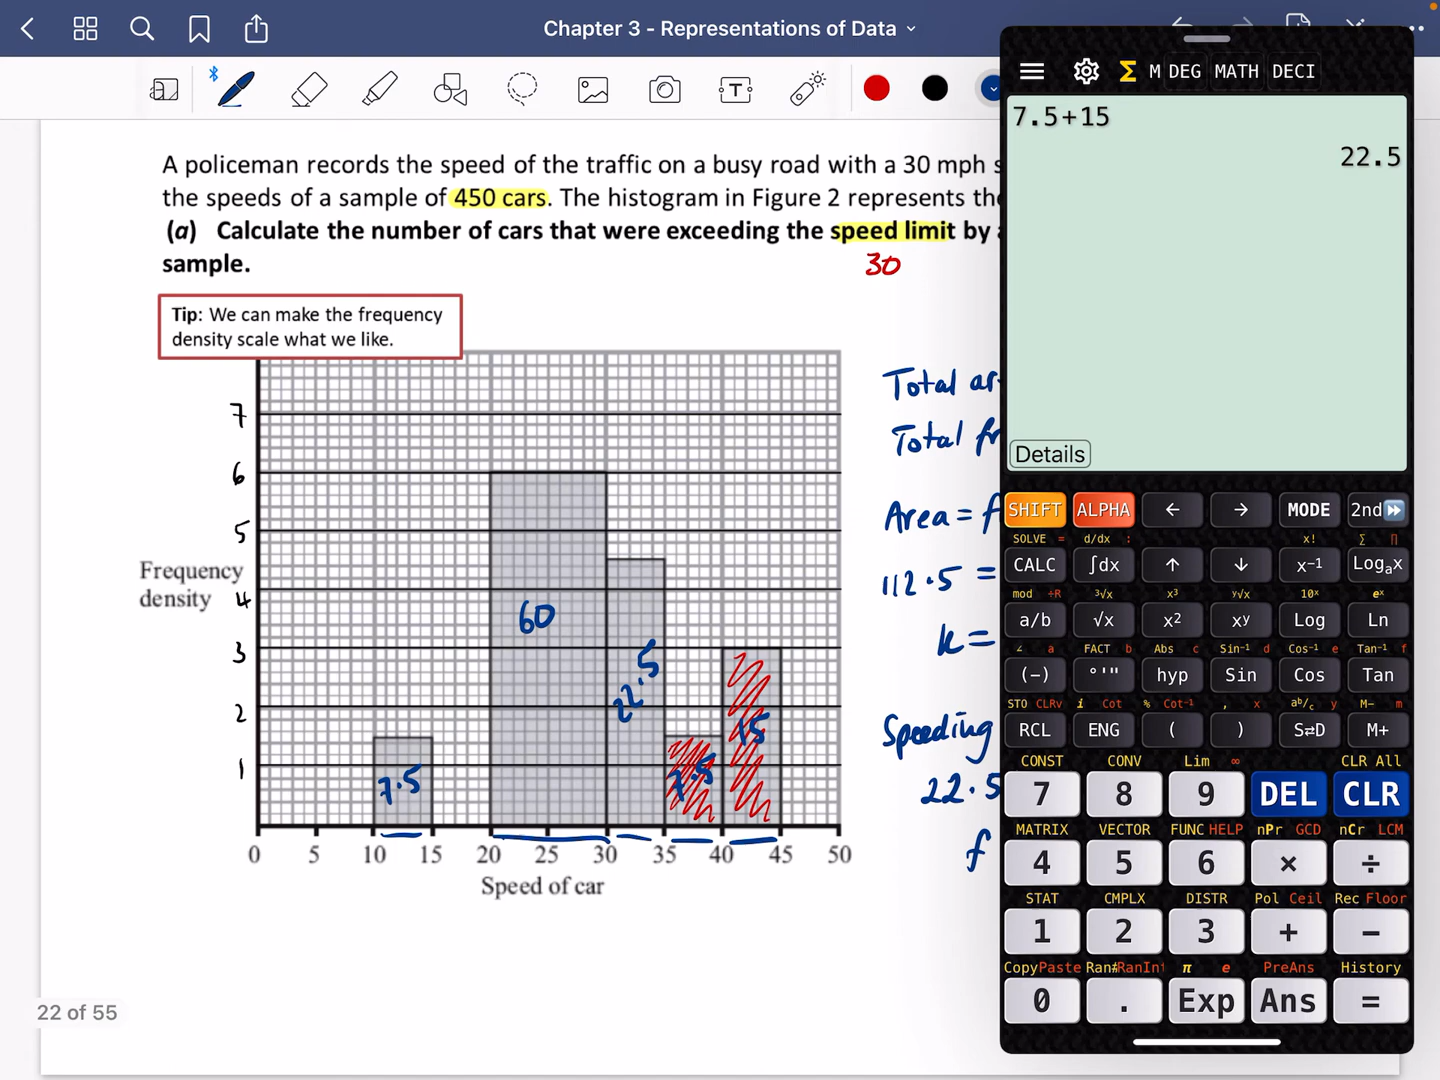 Chapter 3 - Representations of Data
A policeman records the speed of the traffic on a busy road with a 30 mph s
the speeds of a sample of 450 cars. The histogram in Figure 2 represents the
(a) Calculate the number of cars that were exceeding the speed limit by a
sample.
30
Tip: We can make the frequency
density scale what we like.
7
6
5
4
3
2
1
Frequency
density
60
22.5
7.5
7.5
15
0 5 10 15 20 25 30 35 40 45 50
Speed of car
Total ar
Total fr
Area = f
112.5 =
k =
Speeding
22.5
f
22 of 55
M DEG MATH DECI
7.5+15
22.5
Details
SHIFT ALPHA ← → MODE 2nd
SOLVE = d/dx : x! ∑ ∏
CALC ∫dx ↑ ↓ x⁻¹ Logₐx
mod ÷R ³√x x³ ʸ√x 10ˣ eˣ
a/b √x x² xʸ Log Ln
∠ a FACT b Abs c Sin⁻¹ d Cos⁻¹ e Tan⁻¹ f
(−) °'" hyp Sin Cos Tan
STO CLRv i Cot % Cot⁻¹ , x aᵇ/c y M− m
RCL ENG ( ) S⇄D M+
CONST CONV Lim ∞ CLR All
7 8 9 DEL CLR
MATRIX VECTOR FUNC HELP nPr GCD nCr LCM
4 5 6 × ÷
STAT CMPLX DISTR Pol Ceil Rec Floor
1 2 3 + −
Copy Paste Ran# RanInt π e PreAns History
0 . Exp Ans =